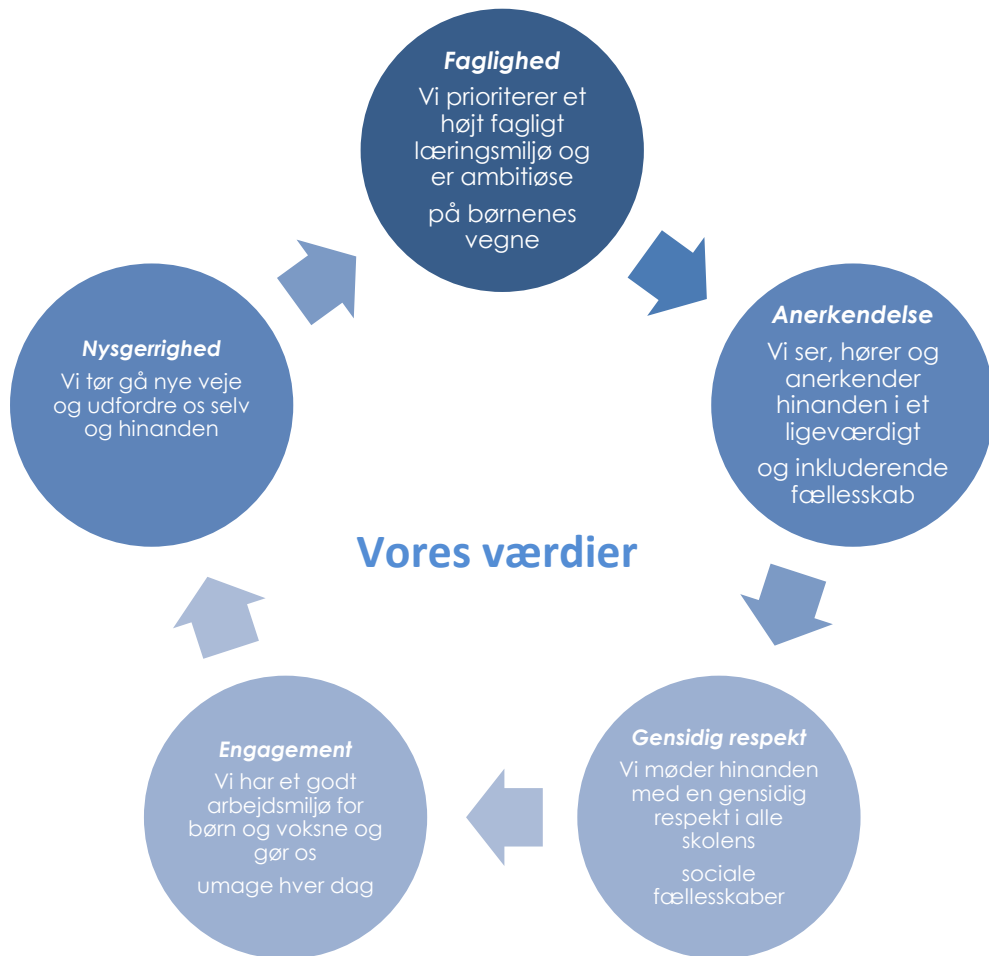 Faglighed
Vi prioriterer et
højt fagligt
læringsmiljø og
er ambitiøse
på børnenes
vegne
Anerkendelse
Vi ser, hører og
anerkender
hinanden i et
ligeværdigt
og inkluderende
fællesskab
Gensidig respekt
Vi møder hinanden
med en gensidig
respekt i alle
skolens
sociale
fællesskaber
Engagement
Vi har et godt
arbejdsmiljø for
børn og voksne og
gør os
umage hver dag
Nysgerrighed
Vi tør gå nye veje
og udfordre os selv
og hinanden
Vores værdier